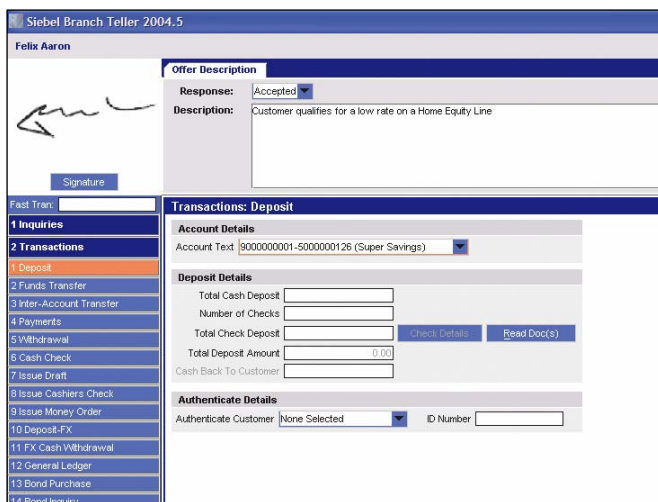 Siebel Branch Teller 2004.5
Felix Aaron
Offer Description
Response: Accepted
Description: Customer qualifies for a low rate on a Home Equity Line
Signature
Fast Tran:
1 Inquiries
2 Transactions
1 Deposit
2 Funds Transfer
3 Inter-Account Transfer
4 Payments
5 Withdrawal
6 Cash Check
7 Issue Draft
8 Issue Cashiers Check
9 Issue Money Order
10 Deposit-FX
11 FX Cash Withdrawal
12 General Ledger
13 Bond Purchase
14 Bond Inquiry
Transactions: Deposit
Account Details
Account Text 9000000001-5000000126 (Super Savings)
Deposit Details
Total Cash Deposit
Number of Checks
Total Check Deposit Check Details Read Doc(s)
Total Deposit Amount 0.00
Cash Back To Customer
Authenticate Details
Authenticate Customer None Selected ID Number